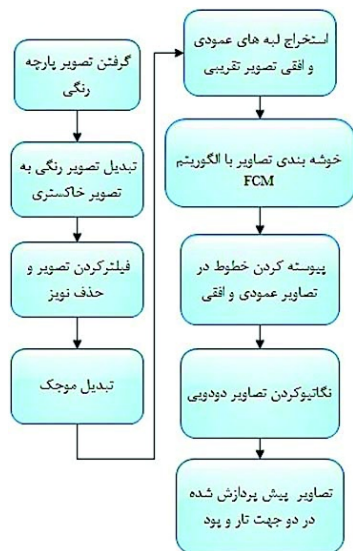 گرفتن تصویر پارچه
رنگی
تبدیل تصویر رنگی به
تصویر خاکستری
فیلترکردن تصویر و
حذف نویز
تبدیل موجک
استخراج لبه های عمودی
و افقی تصویر تقریبی
خوشه بندی تصاویر با الگوریتم
FCM
پیوسته کردن خطوط در
تصاویر عمودی و افقی
نگاتیوکردن تصاویر دودویی
تصاویر پیش پردازش شده
در دو جهت تار و پود